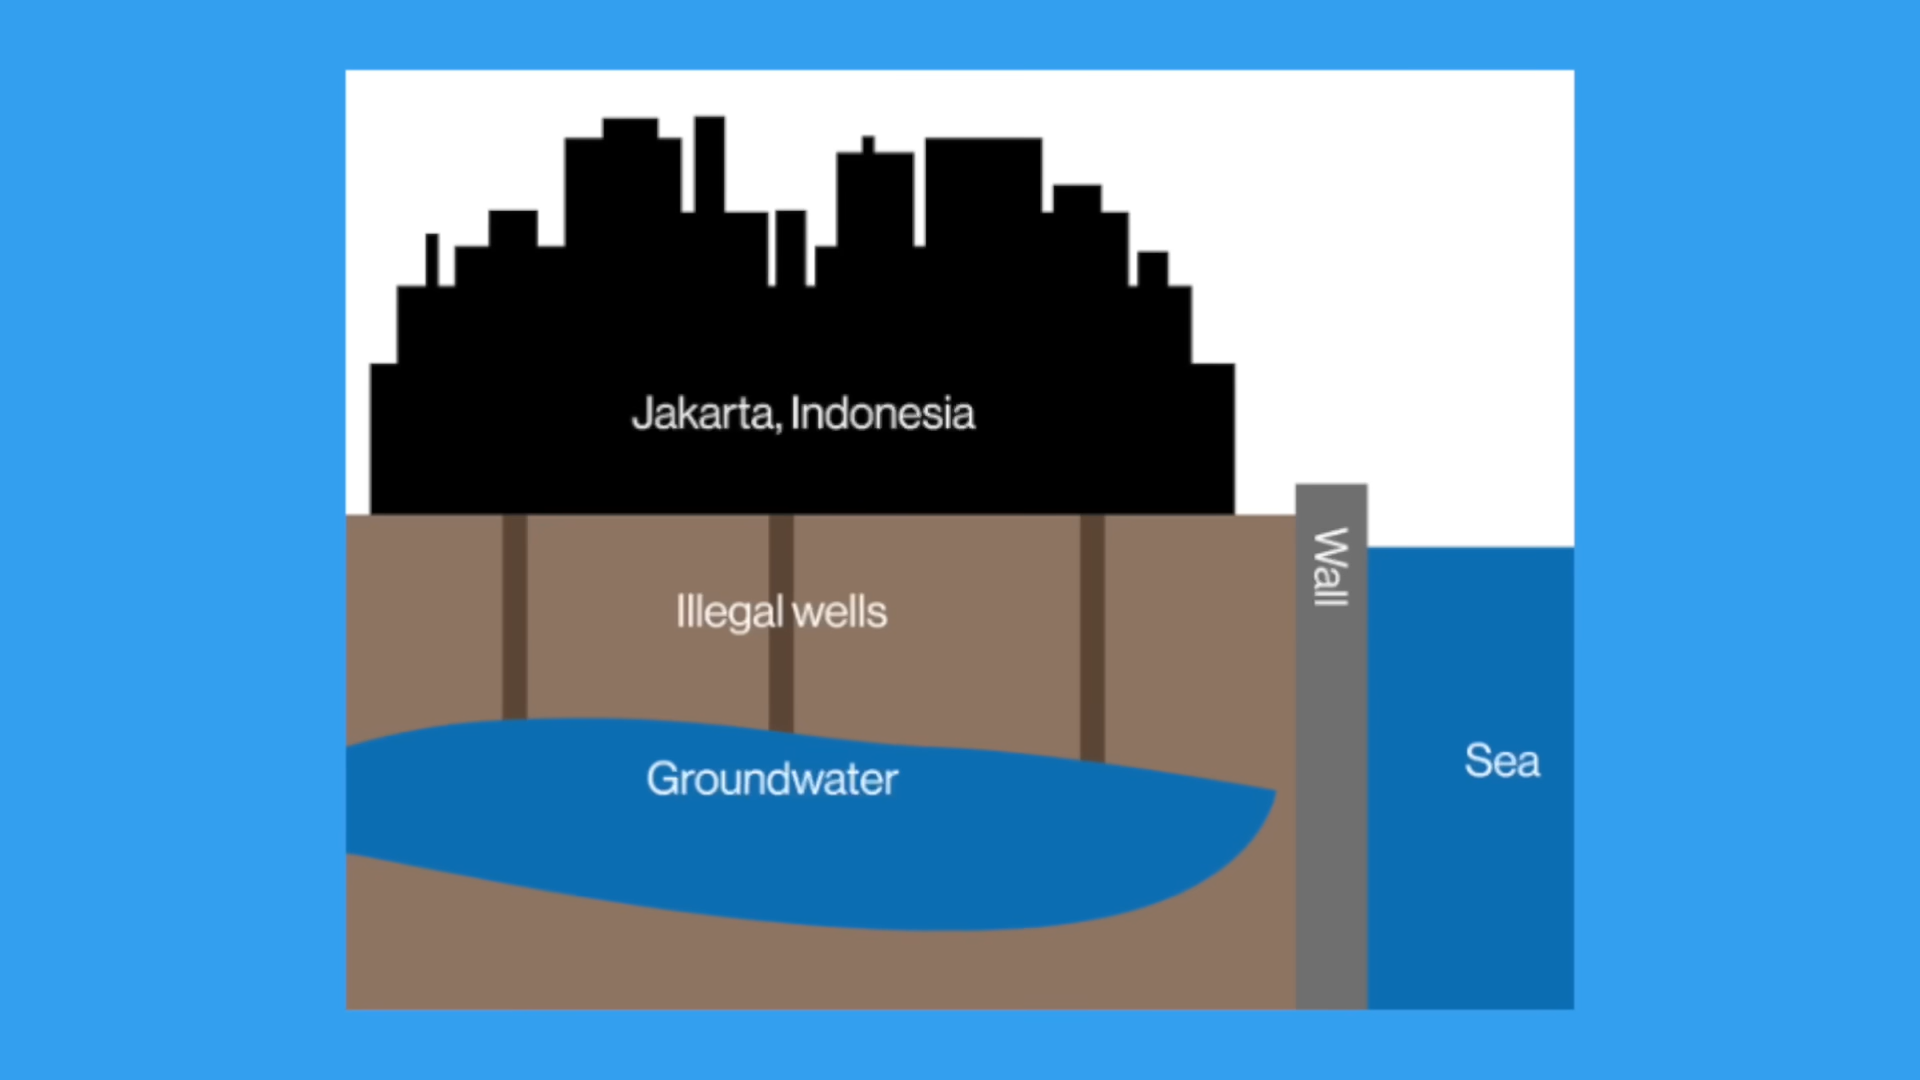 Jakarta, Indonesia
Wall
Illegal wells
Sea
Groundwater